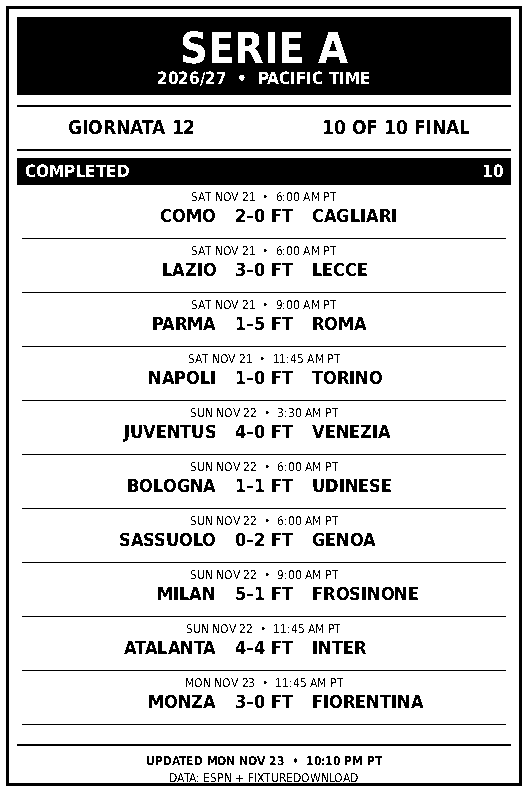 SERIE A
2026/27 • PACIFIC TIME
GIORNATA 12 10 OF 10 FINAL
COMPLETED 10
SAT NOV 21 • 6:00 AM PT
COMO 2–0 FT CAGLIARI
SAT NOV 21 • 6:00 AM PT
LAZIO 3–0 FT LECCE
SAT NOV 21 • 9:00 AM PT
PARMA 1–5 FT ROMA
SAT NOV 21 • 11:45 AM PT
NAPOLI 1–0 FT TORINO
SUN NOV 22 • 3:30 AM PT
JUVENTUS 4–0 FT VENEZIA
SUN NOV 22 • 6:00 AM PT
BOLOGNA 1–1 FT UDINESE
SUN NOV 22 • 6:00 AM PT
SASSUOLO 0–2 FT GENOA
SUN NOV 22 • 9:00 AM PT
MILAN 5–1 FT FROSINONE
SUN NOV 22 • 11:45 AM PT
ATALANTA 4–4 FT INTER
MON NOV 23 • 11:45 AM PT
MONZA 3–0 FT FIORENTINA
UPDATED MON NOV 23 • 10:10 PM PT
DATA: ESPN + FIXTUREDOWNLOAD